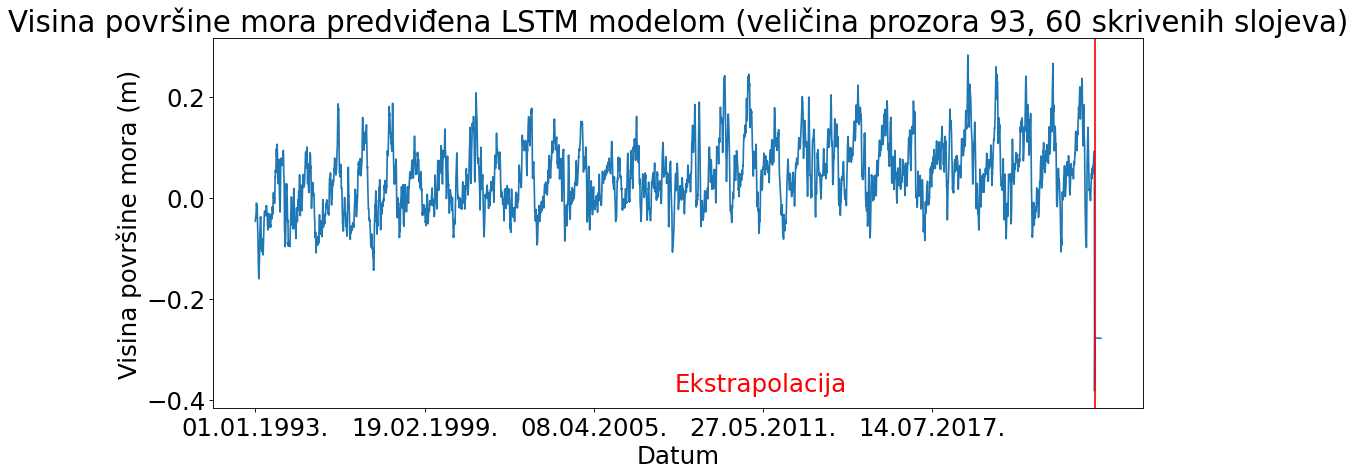 Visina površine mora predviđena LSTM modelom (veličina prozora 93, 60 skrivenih slojeva)
Visina površine mora (m)
0.2
0.0
−0.2
−0.4
Ekstrapolacija
01.01.1993. 19.02.1999. 08.04.2005. 27.05.2011. 14.07.2017.
Datum